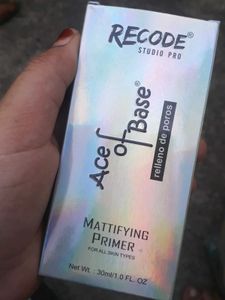 RECODE®
STUDIO PRO
Ace
of
Base®
relleno de poros
MATTIFYING
PRIMER
FOR ALL SKIN TYPES
Net Wt. : 30ml/1.0 FL. OZ